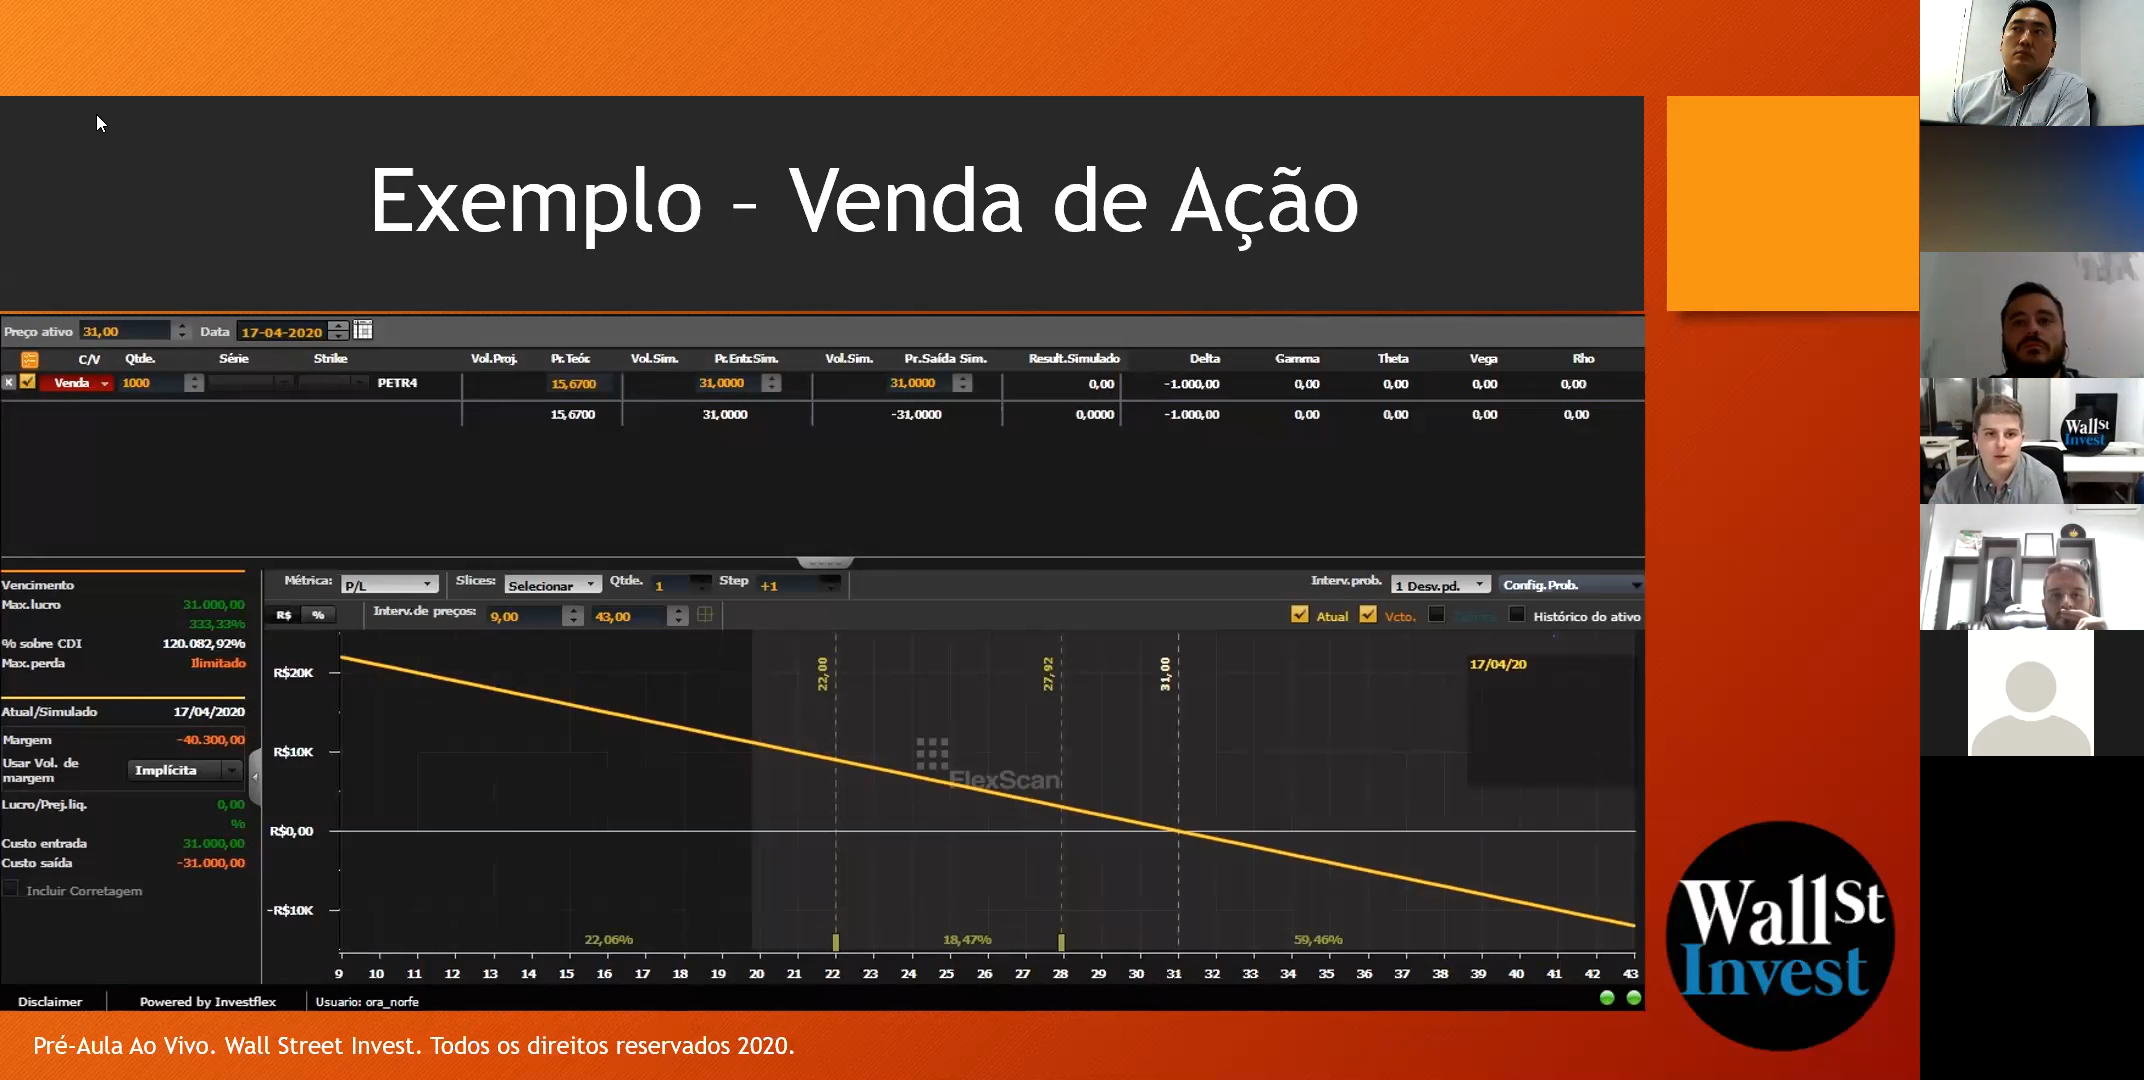 Exemplo – Venda de Ação
Preço ativo 31,00 Data 17-04-2020
C/V Qtde. Série Strike Vol.Proj. Pr.Teóc Vol.Sim. Pr.Ent.Sim. Vol.Sim. Pr.Saída Sim. Result.Simulado Delta Gamma Theta Vega Rho
Venda 1000 PETR4 15,6700 31,0000 31,0000 0,00 -1.000,00 0,00 0,00 0,00 0,00
15,6700 31,0000 -31,0000 0,0000 -1.000,00 0,00 0,00 0,00 0,00
Vencimento
Max.lucro 31.000,00
333,33%
% sobre CDI 120.082,92%
Max.perda Ilimitado
Atual/Simulado 17/04/2020
Margem -40.300,00
Usar Vol. de
margem Implícita
Lucro/Prej.liq. 0,00
%
Custo entrada 31.000,00
Custo saída -31.000,00
Incluir Corretagem
Métrica: P/L Slices: Selecionar Qtde. 1 Step +1 Interv.prob. 1 Desv.pd. Config.Prob.
R$ % Interv.de preços: 9,00 43,00 Atual Vcto. Histórico do ativo
22,00 27,92 31,00
17/04/20
R$20K
R$10K
FlexScan
R$0,00
-R$10K
22,06% 18,47% 59,46%
9 10 11 12 13 14 15 16 17 18 19 20 21 22 23 24 25 26 27 28 29 30 31 32 33 34 35 36 37 38 39 40 41 42 43
Disclaimer Powered by Investflex Usuario: ora_norfe
Pré-Aula Ao Vivo. Wall Street Invest. Todos os direitos reservados 2020.
WallSt
Invest
WallSt
Invest